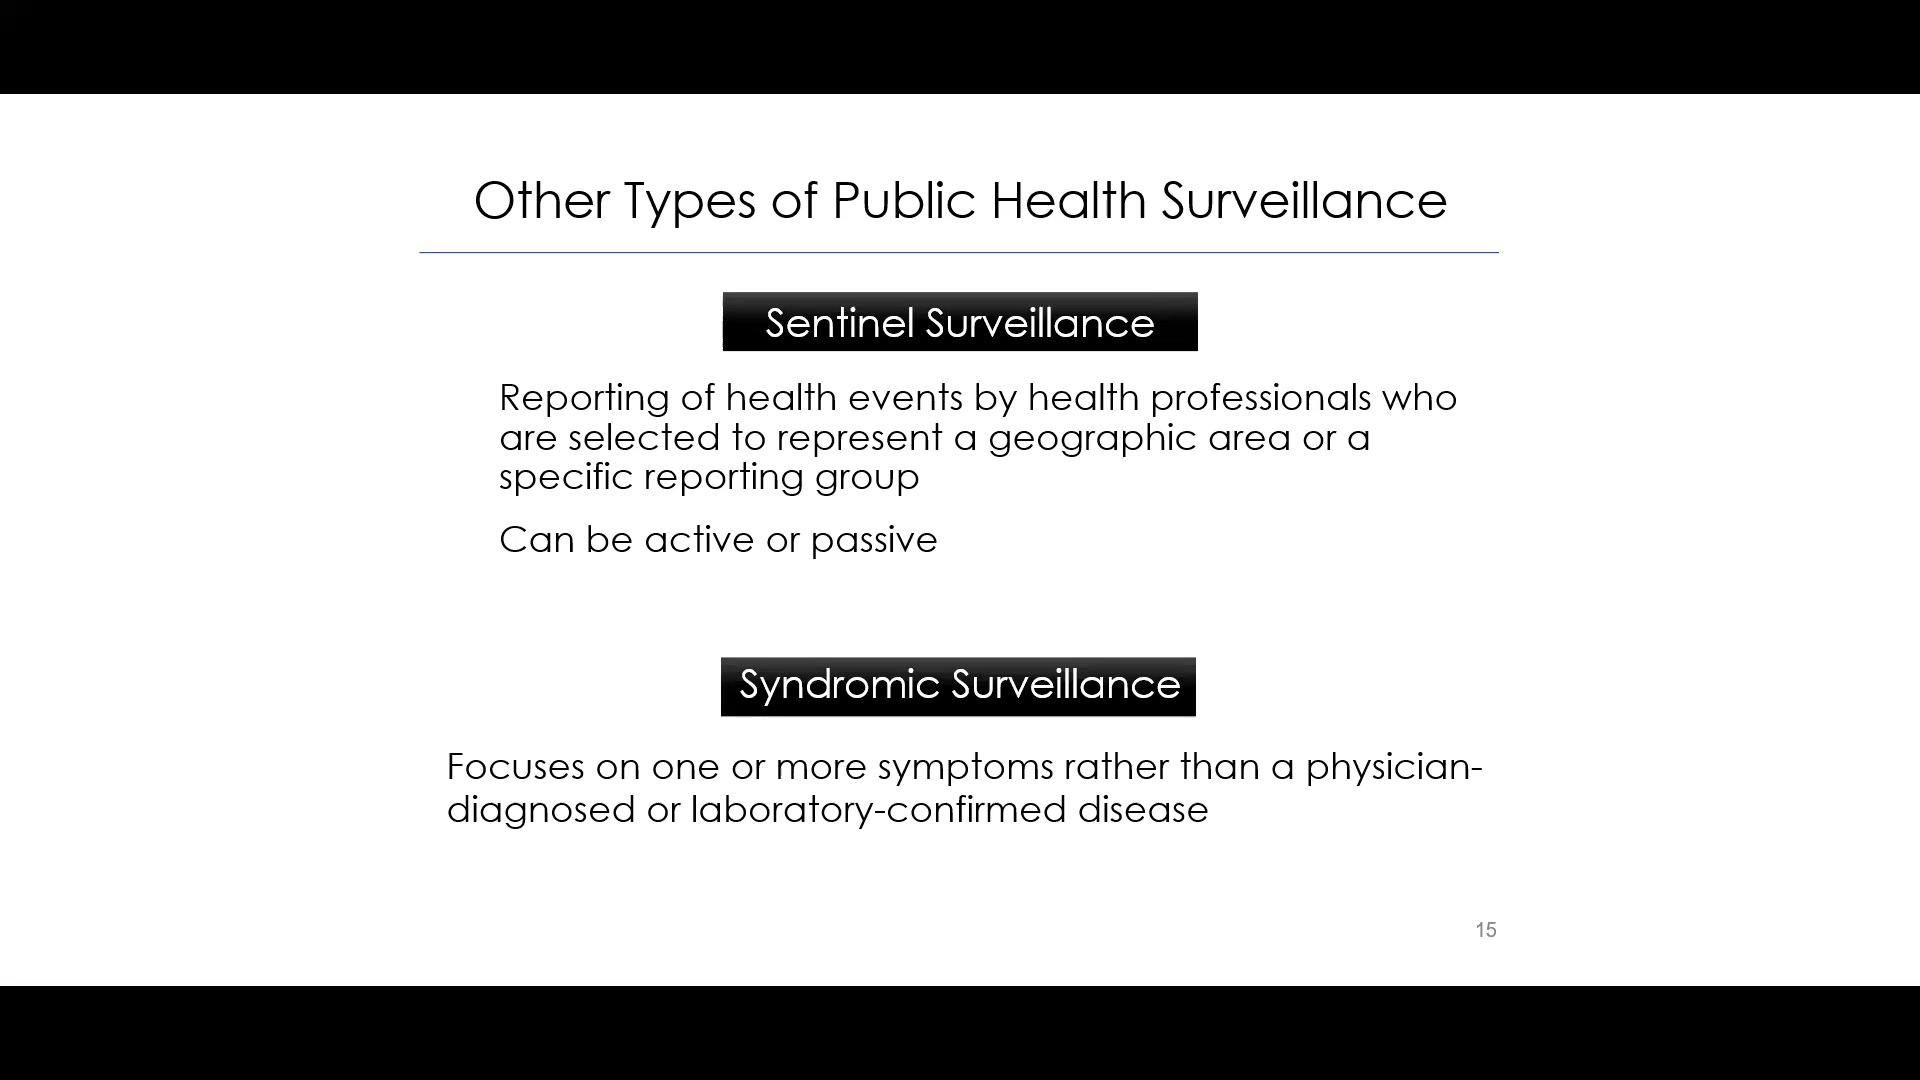 Other Types of Public Health Surveillance
Sentinel Surveillance
Reporting of health events by health professionals who
are selected to represent a geographic area or a
specific reporting group
Can be active or passive
Syndromic Surveillance
Focuses on one or more symptoms rather than a physician-
diagnosed or laboratory-confirmed disease
15